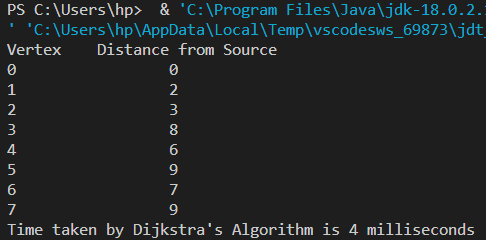 PS C:\Users\hp>  & 'C:\Program Files\Java\jdk-18.0.2.
' 'C:\Users\hp\AppData\Local\Temp\vscodesws_69873\jdt_
Vertex    Distance from Source
0                 0
1                 2
2                 3
3                 8
4                 6
5                 9
6                 7
7                 9
Time taken by Dijkstra's Algorithm is 4 milliseconds